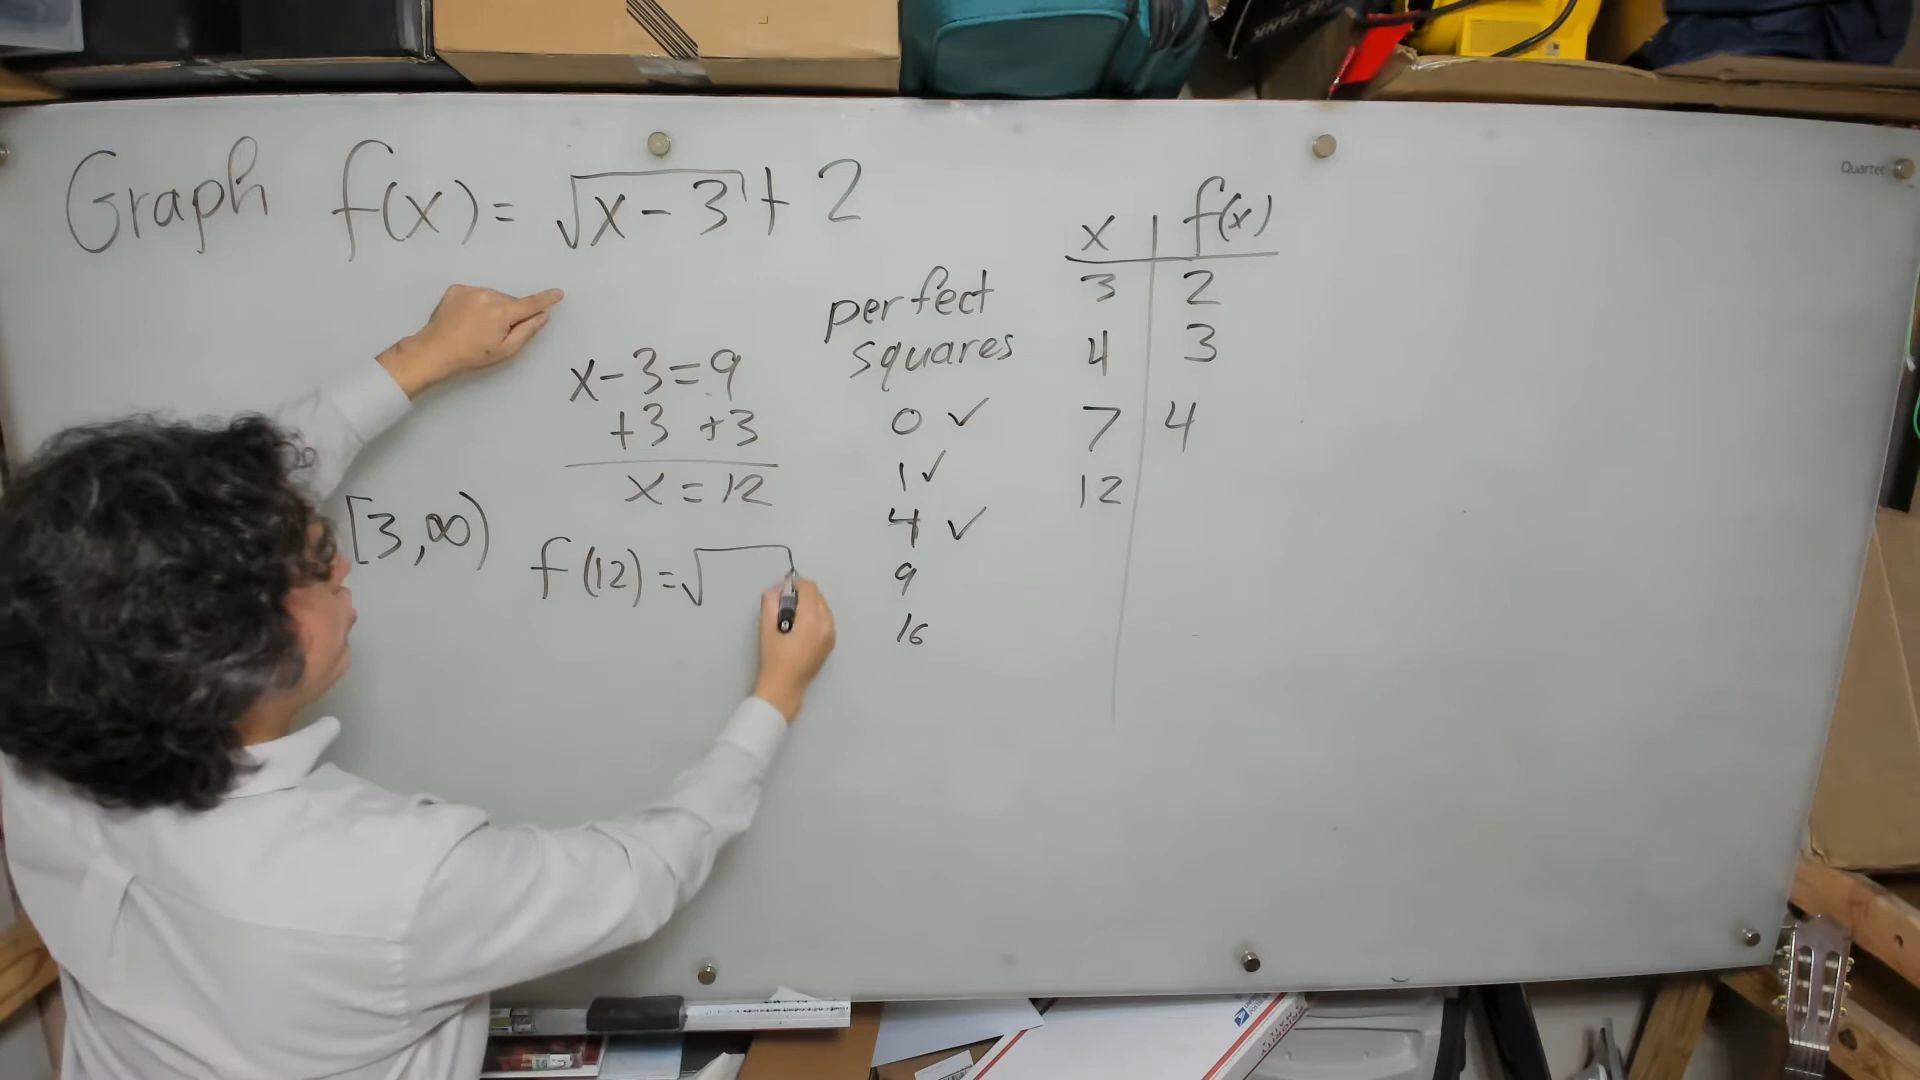 Graph f(x) = √x - 3 + 2
x | f(x)
3 | 2
4 | 3
7 | 4
12
x - 3 = 9
+3 +3
x = 12
[3, ∞)
f(12) = √
perfect
squares
0 ✓
1 ✓
4 ✓
9
16
Quartet